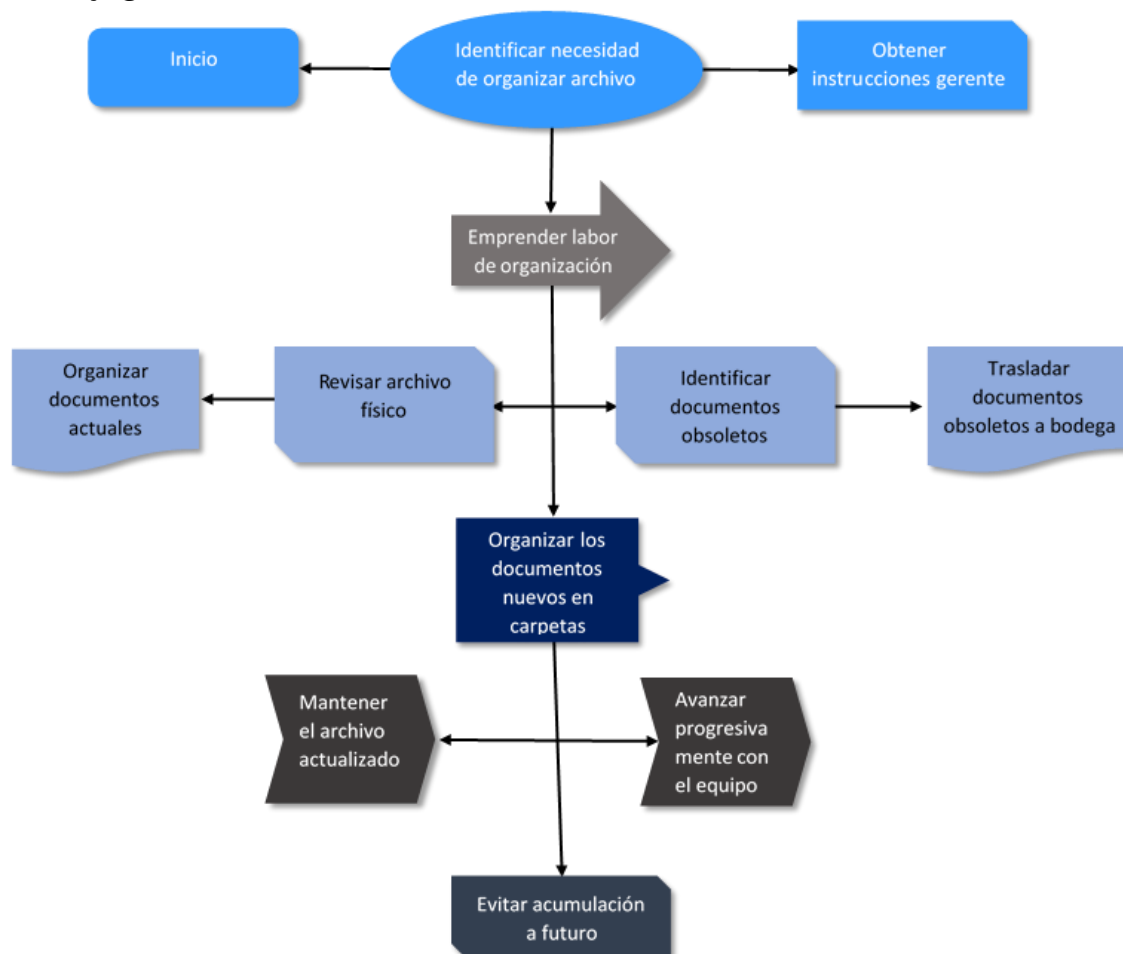 Inicio
Identificar necesidad
de organizar archivo
Obtener
instrucciones gerente
Emprender labor
de organización
Organizar
documentos
actuales
Revisar archivo
físico
Identificar
documentos
obsoletos
Trasladar
documentos
obsoletos a bodega
Organizar los
documentos
nuevos en
carpetas
Mantener
el archivo
actualizado
Avanzar
progresiva
mente con
el equipo
Evitar acumulación
a futuro